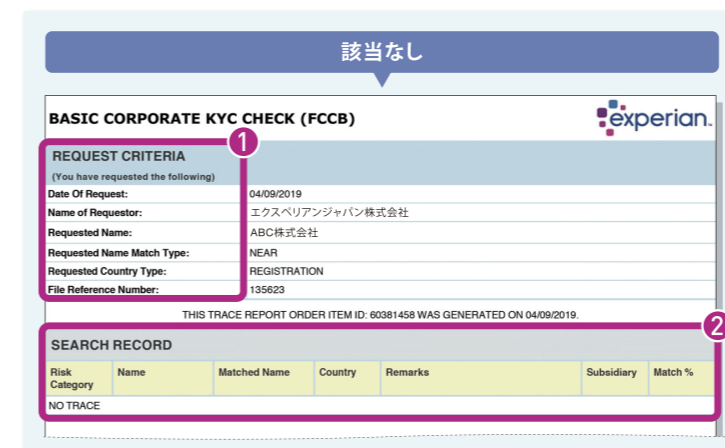 該当なし
BASIC CORPORATE KYC CHECK (FCCB)
experian.
1
REQUEST CRITERIA
(You have requested the following)
Date Of Request: 04/09/2019
Name of Requestor: エクスペリアンジャパン株式会社
Requested Name: ABC株式会社
Requested Name Match Type: NEAR
Requested Country Type: REGISTRATION
File Reference Number: 135623
THIS TRACE REPORT ORDER ITEM ID: 60381458 WAS GENERATED ON 04/09/2019.
2
SEARCH RECORD
Risk Category Name Matched Name Country Remarks Subsidiary Match %
NO TRACE